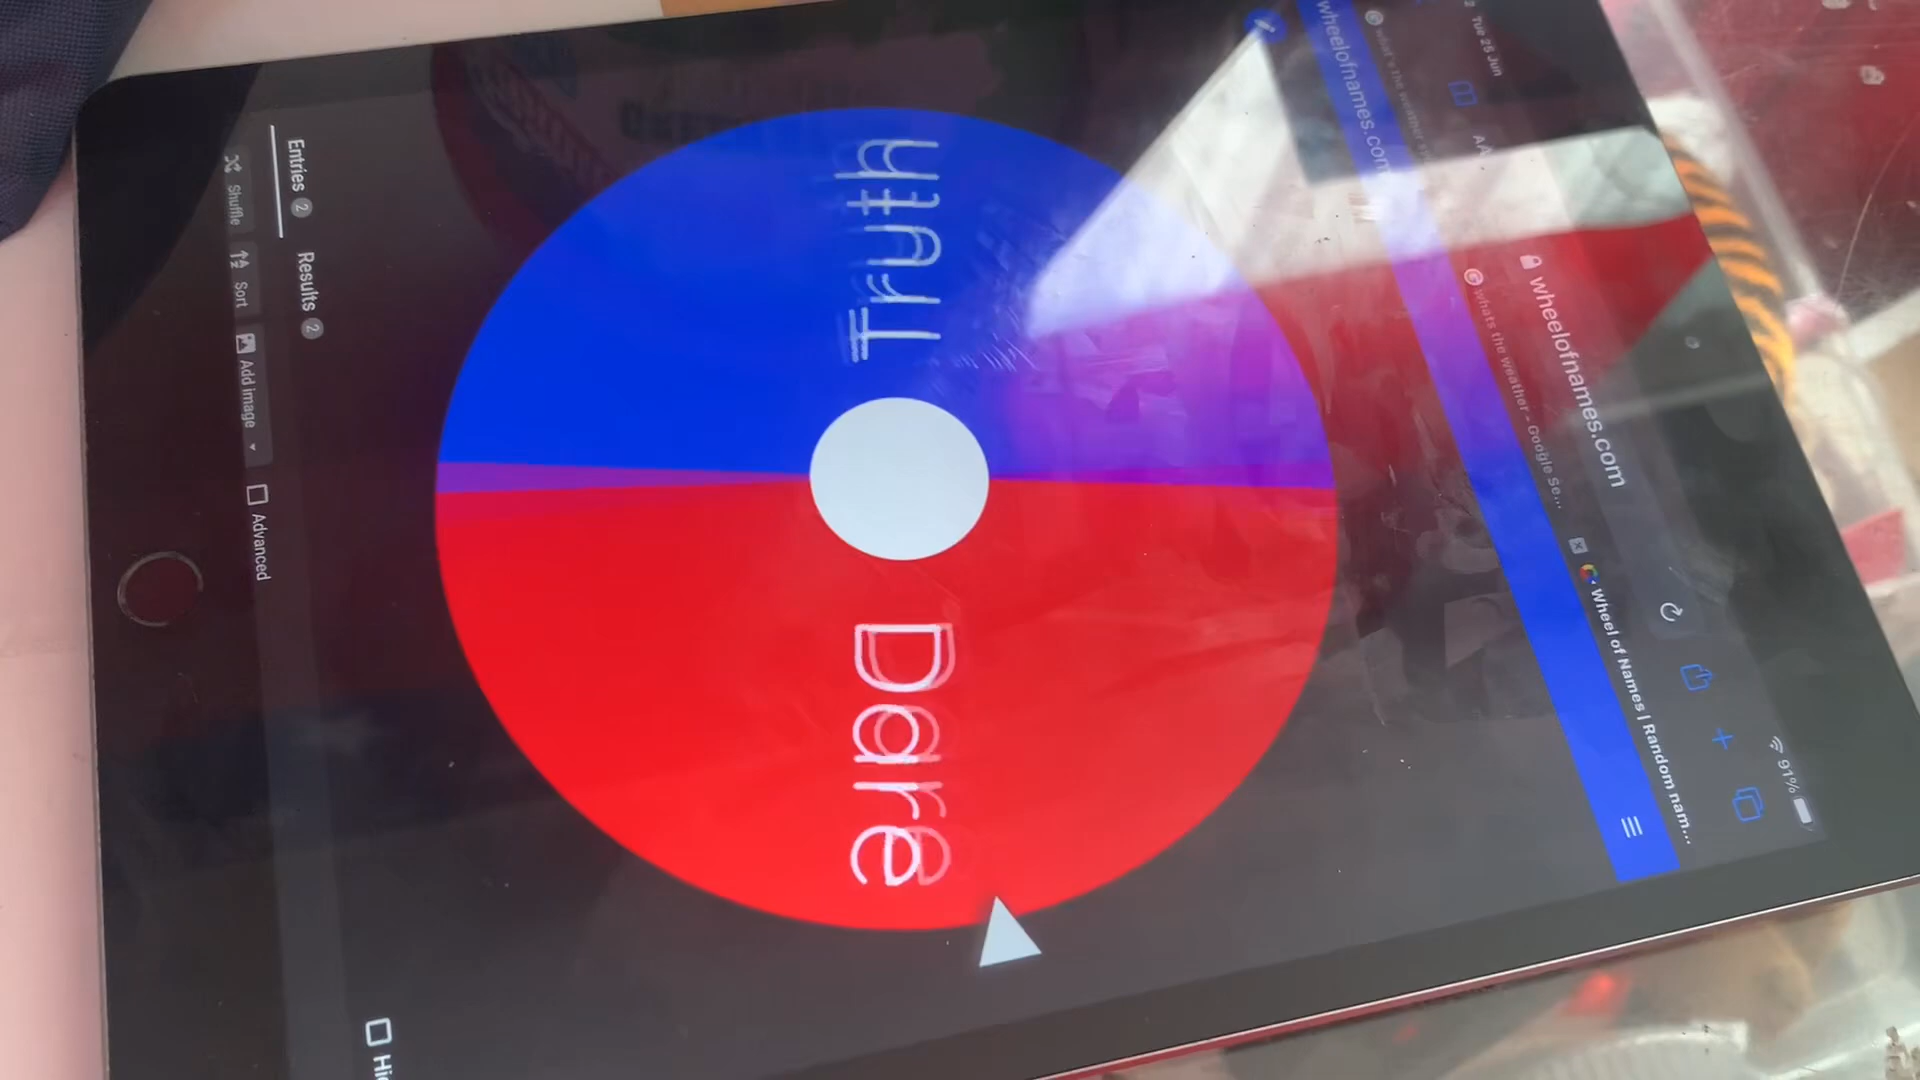 Tue 25 Jun
91%
AA
wheelofnames.com
whats the weather - Google Se...
Wheel of Names | Random nam...
wheelofnames.com
Truth
Dare
Entries 2
Results 2
Shuffle
Sort
Add image
Advanced